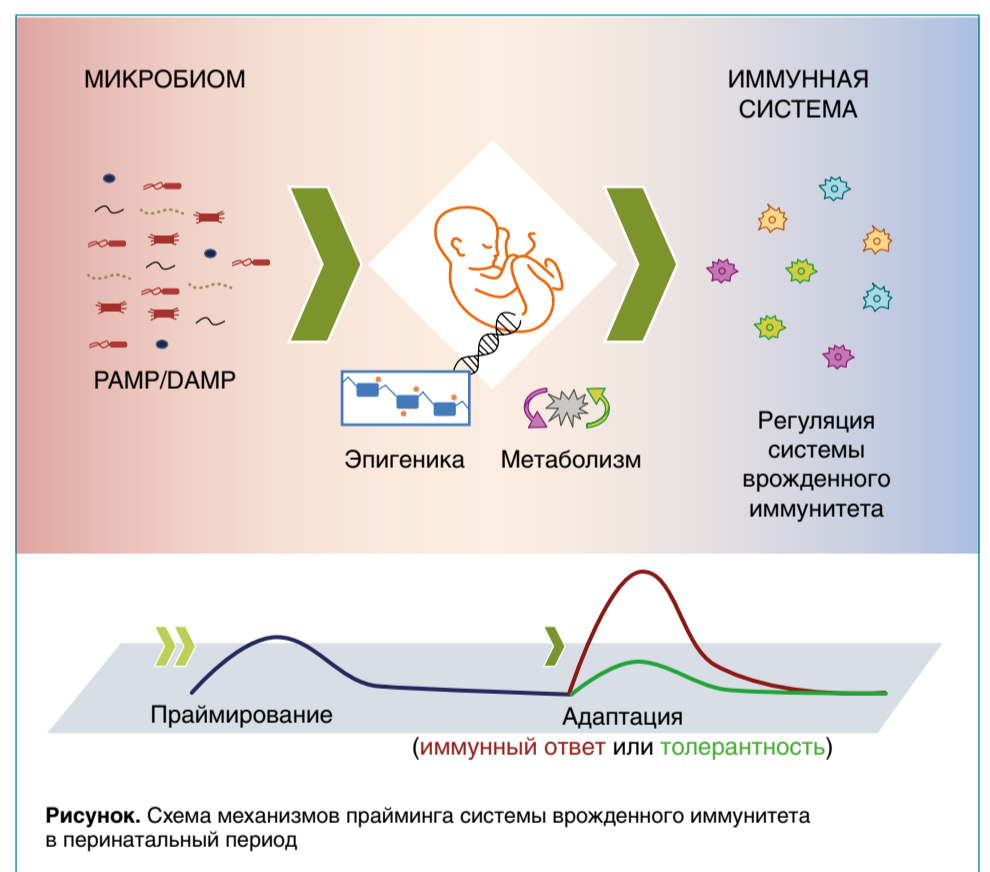 МИКРОБИОМ
ИММУННАЯ
СИСТЕМА
PAMP/DAMP
Эпигеника
Метаболизм
Регуляция
системы
врожденного
иммунитета
Праймирование
Адаптация
(иммунный ответ или толерантность)
Рисунок. Схема механизмов прайминга системы врожденного иммунитета
в перинатальный период